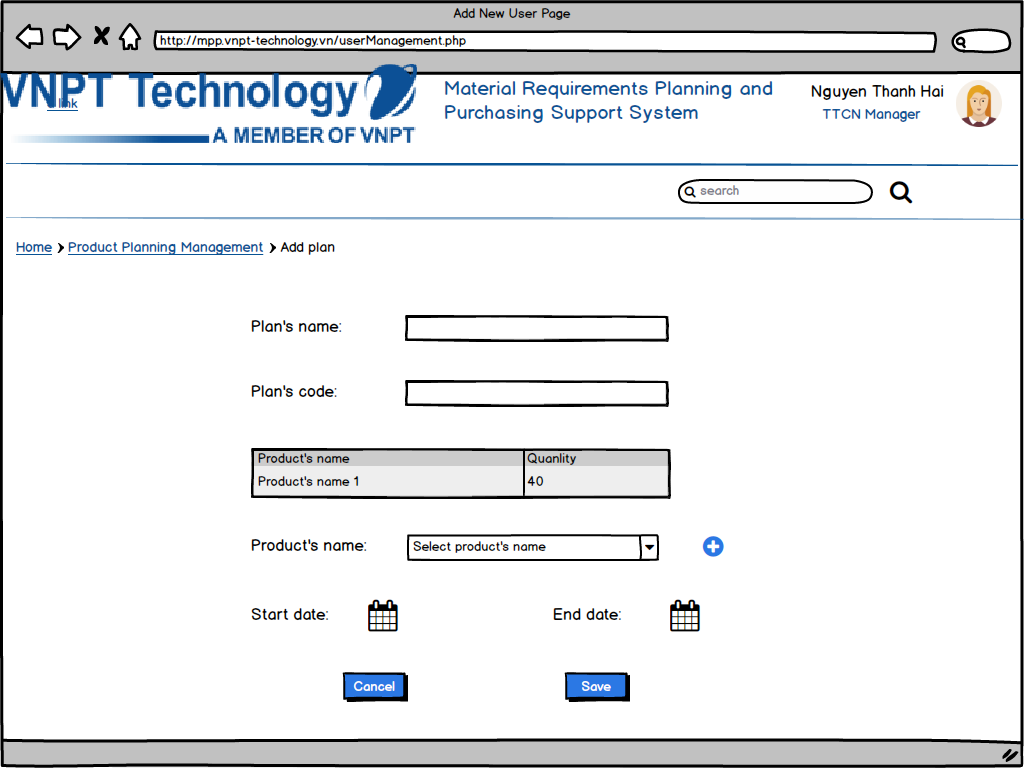 Add New User Page
http://mpp.vnpt-technology.vn/userManagement.php
VNPT Technology
link
A MEMBER OF VNPT
Material Requirements Planning and
Purchasing Support System
Nguyen Thanh Hai
TTCN Manager
search
Home Product Planning Management Add plan
Plan's name:
Plan's code:
Product's name Quanlity
Product's name 1 40
Product's name: Select product's name
Start date: End date:
Cancel Save